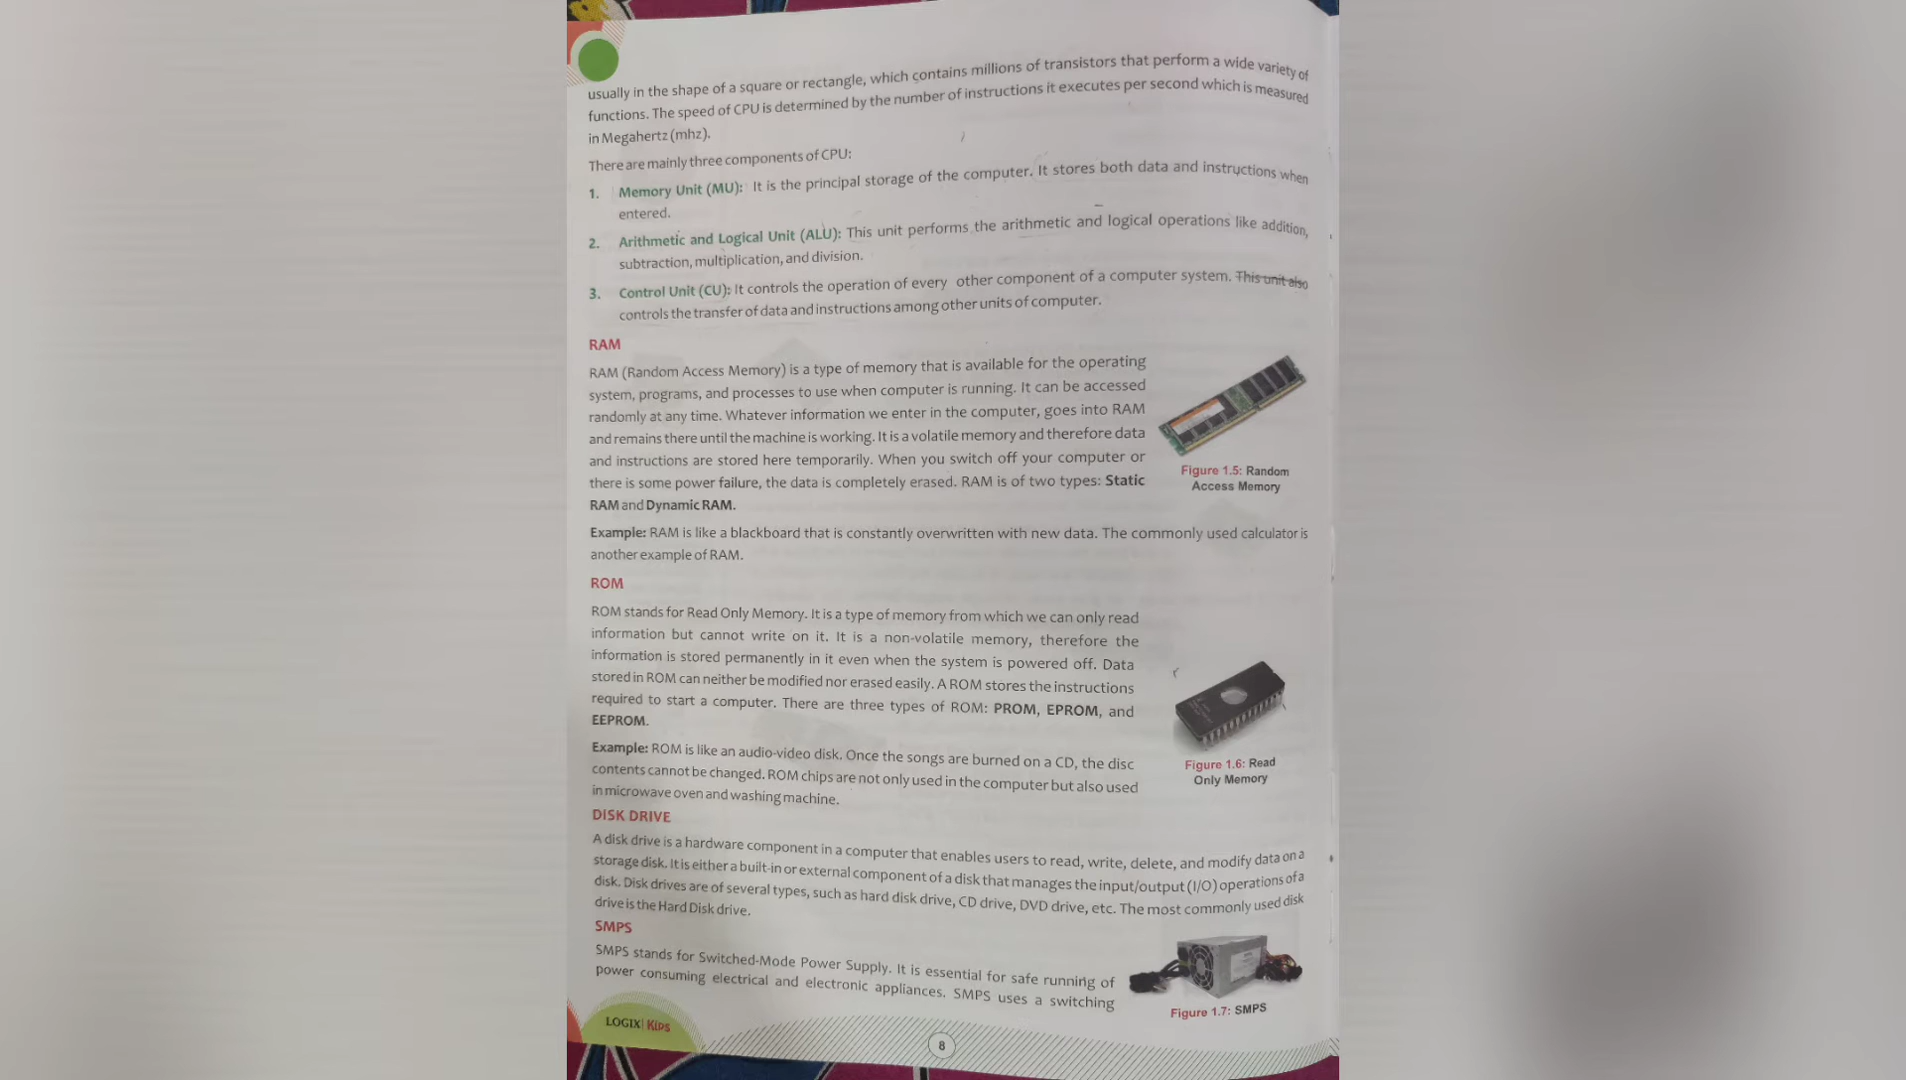 usually in the shape of a square or rectangle, which contains millions of transistors that perform a wide variety of
functions. The speed of CPU is determined by the number of instructions it executes per second which is measured
in Megahertz (mhz).
There are mainly three components of CPU:
1. Memory Unit (MU): It is the principal storage of the computer. It stores both data and instructions when
entered.
2. Arithmetic and Logical Unit (ALU): This unit performs the arithmetic and logical operations like addition,
subtraction, multiplication, and division.
3. Control Unit (CU): It controls the operation of every other component of a computer system. This unit also
controls the transfer of data and instructions among other units of computer.
RAM
RAM (Random Access Memory) is a type of memory that is available for the operating
system, programs, and processes to use when computer is running. It can be accessed
randomly at any time. Whatever information we enter in the computer, goes into RAM
and remains there until the machine is working. It is a volatile memory and therefore data
and instructions are stored here temporarily. When you switch off your computer or
there is some power failure, the data is completely erased. RAM is of two types: Static
RAM and Dynamic RAM.
Figure 1.5: Random
Access Memory
Example: RAM is like a blackboard that is constantly overwritten with new data. The commonly used calculator is
another example of RAM.
ROM
ROM stands for Read Only Memory. It is a type of memory from which we can only read
information but cannot write on it. It is a non-volatile memory, therefore the
information is stored permanently in it even when the system is powered off. Data
stored in ROM can neither be modified nor erased easily. A ROM stores the instructions
required to start a computer. There are three types of ROM: PROM, EPROM, and
EEPROM.
Example: ROM is like an audio-video disk. Once the songs are burned on a CD, the disc
contents cannot be changed. ROM chips are not only used in the computer but also used
in microwave oven and washing machine.
Figure 1.6: Read
Only Memory
DISK DRIVE
A disk drive is a hardware component in a computer that enables users to read, write, delete, and modify data on a
storage disk. It is either a built-in or external component of a disk that manages the input/output (I/O) operations of a
disk. Disk drives are of several types, such as hard disk drive, CD drive, DVD drive, etc. The most commonly used disk
drive is the Hard Disk drive.
SMPS
SMPS stands for Switched-Mode Power Supply. It is essential for safe running of
power consuming electrical and electronic appliances. SMPS uses a switching
Figure 1.7: SMPS
LOGIX Kids
8